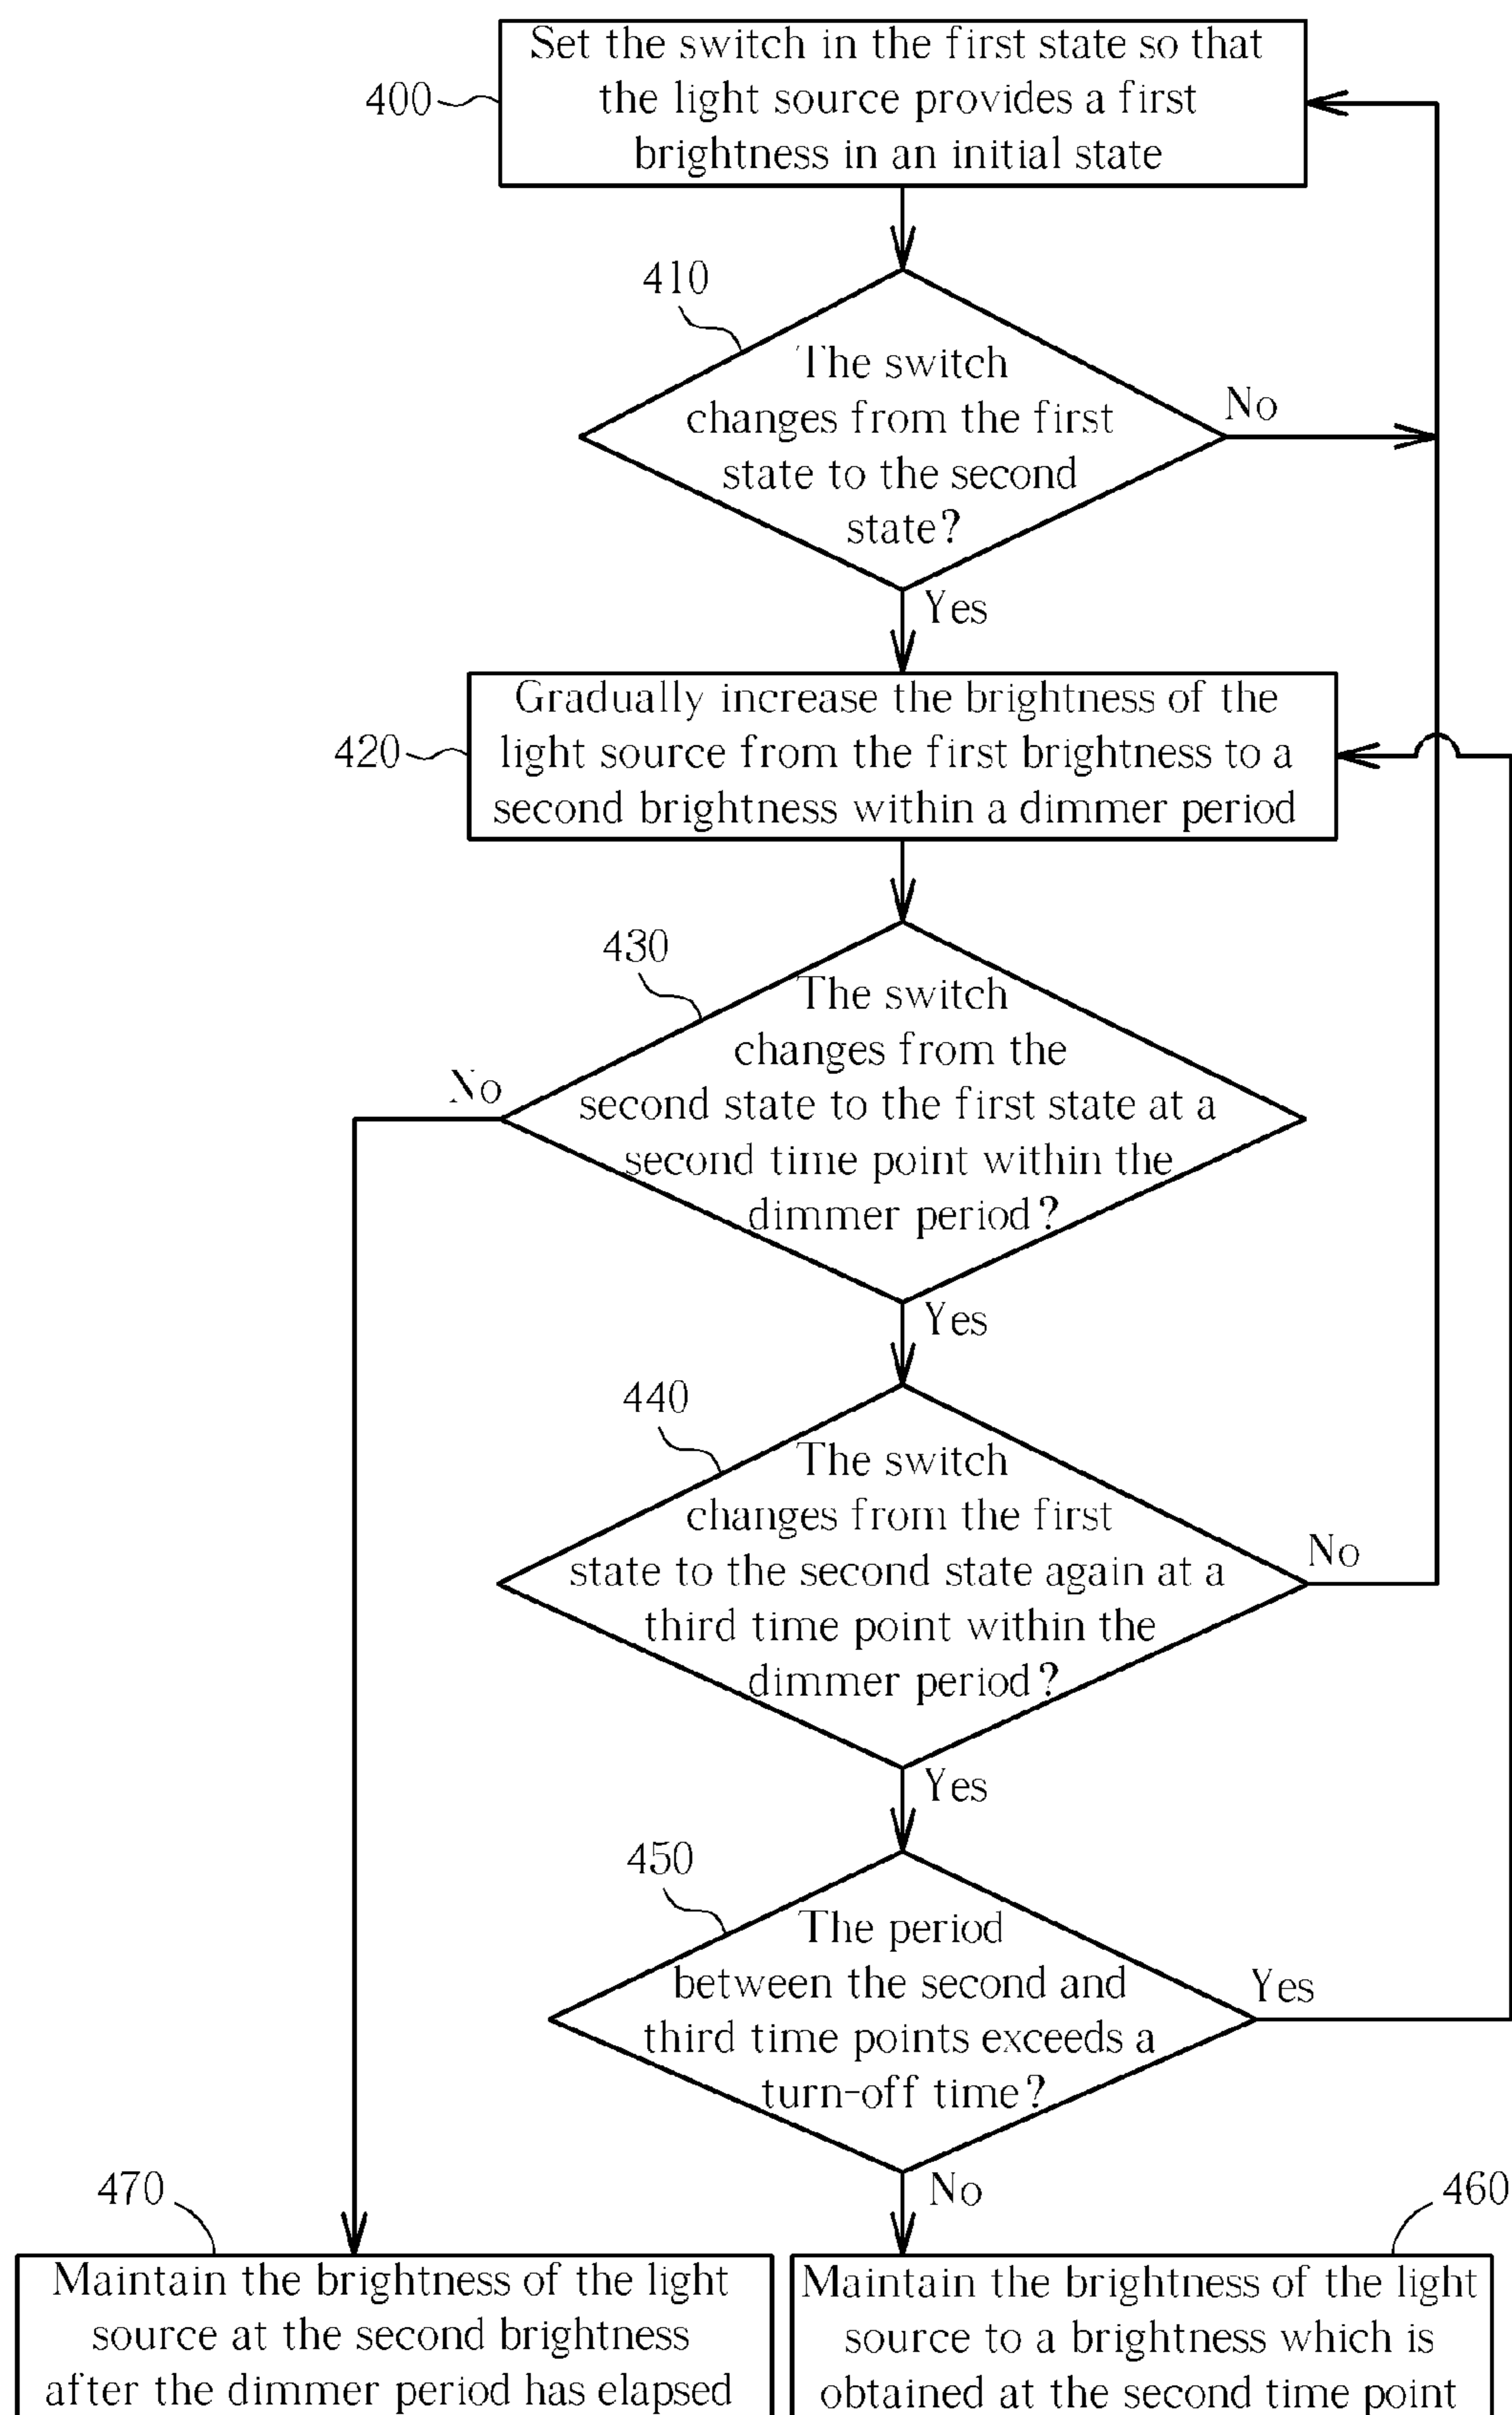 Set the switch in the first state so that
the light source provides a first
brightness in an initial state
400
410
The switch
changes from the first
state to the second
state?
No
Yes
Gradually increase the brightness of the
light source from the first brightness to a
second brightness within a dimmer period
420
430
The switch
changes from the
second state to the first state at a
second time point within the
dimmer period?
No
Yes
440
The switch
changes from the first
state to the second state again at a
third time point within the
dimmer period?
No
Yes
450
The period
between the second and
third time points exceeds a
turn-off time?
Yes
No
470
460
Maintain the brightness of the light
source at the second brightness
after the dimmer period has elapsed
Maintain the brightness of the light
source to a brightness which is
obtained at the second time point